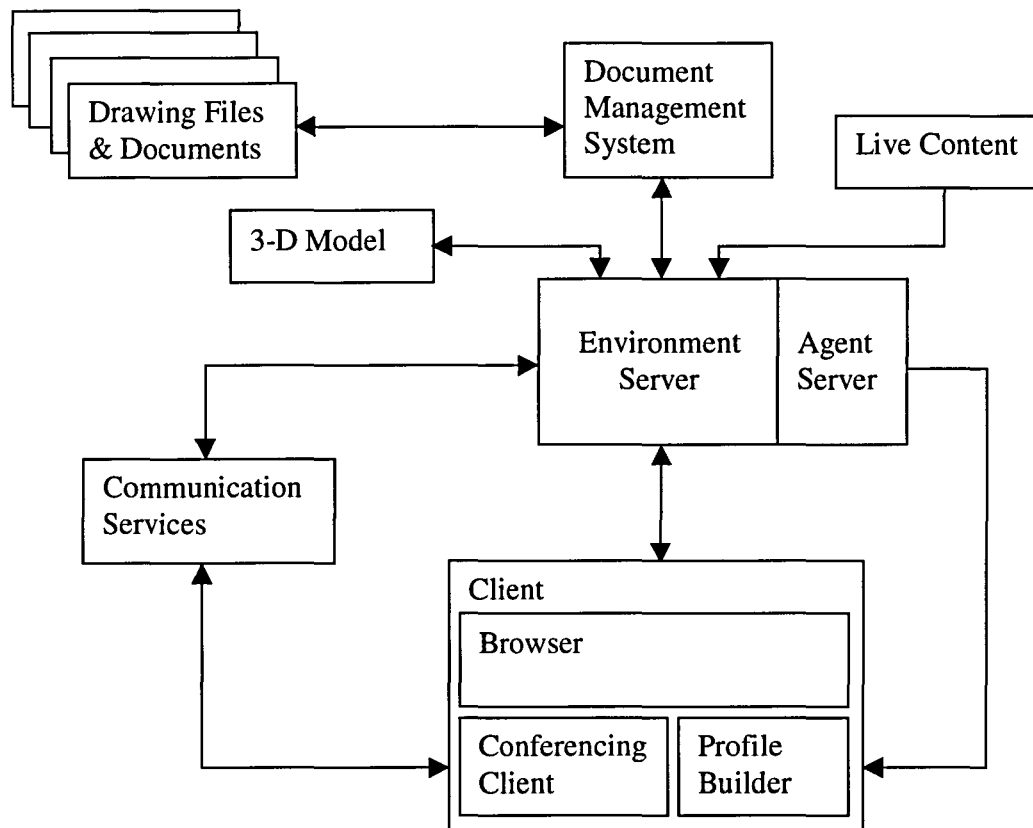 Drawing Files
& Documents
Document
Management
System
Live Content
3-D Model
Environment
Server
Agent
Server
Communication
Services
Client
Browser
Conferencing
Client
Profile
Builder